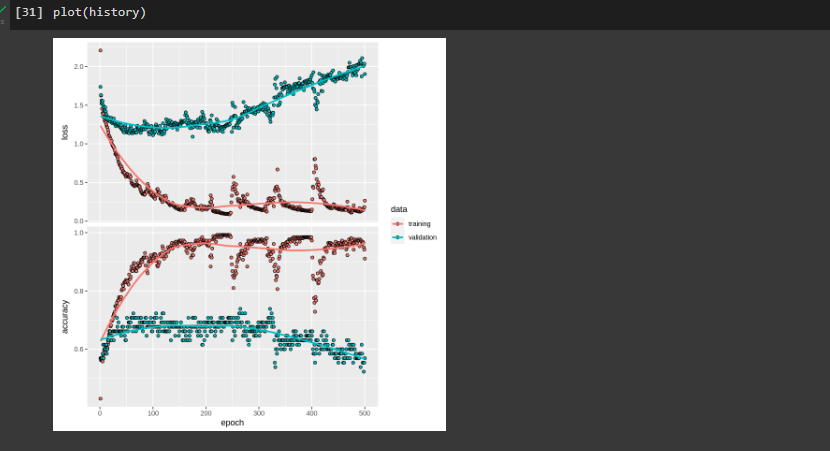 [31] plot(history)
2.0
1.5
loss
1.0
0.5
0.0
data
training
validation
1.0
0.8
accuracy
0.6
0 100 200 300 400 500
epoch